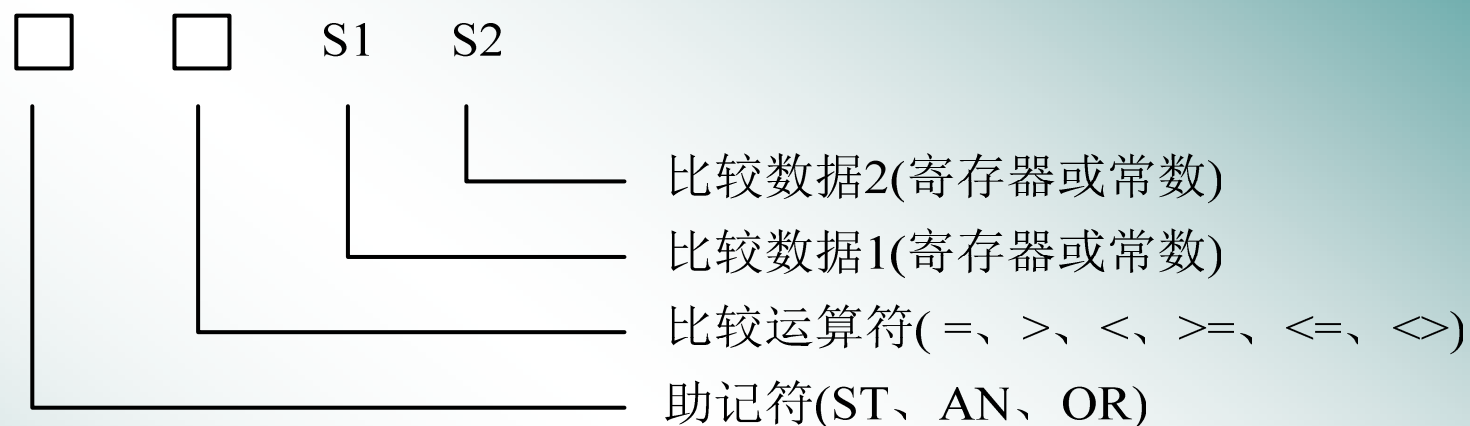 S1 S2
比较数据2(寄存器或常数)
比较数据1(寄存器或常数)
比较运算符( =、>、<、>=、<=、<>)
助记符(ST、AN、OR)